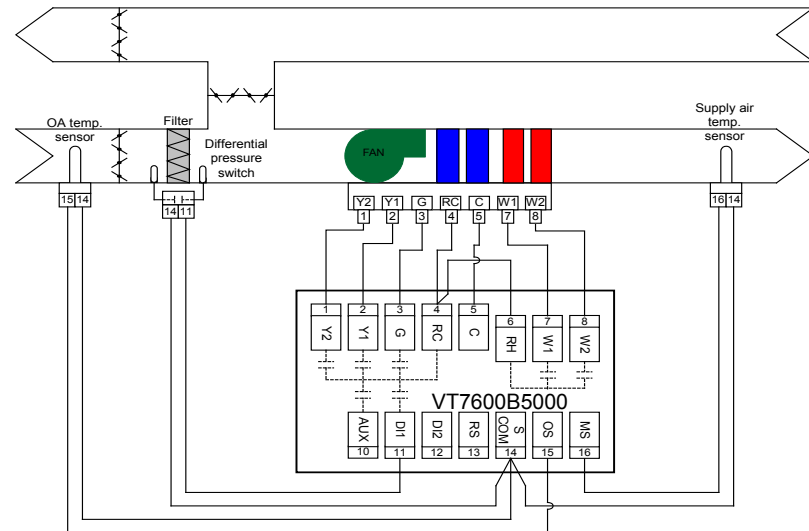 OA temp.
sensor
Filter
Differential
pressure
switch
FAN
Supply air
temp.
sensor
Y2 Y1 G RC C W1 W2
1 2 3 4 5 7 8
15 14
14 11
16 14
1 2 3 4 5 6 7 8
Y2 Y1 G RC C RH W1 W2
VT7600B5000
AUX DI1 DI2 RS S COM OS MS
10 11 12 13 14 15 16